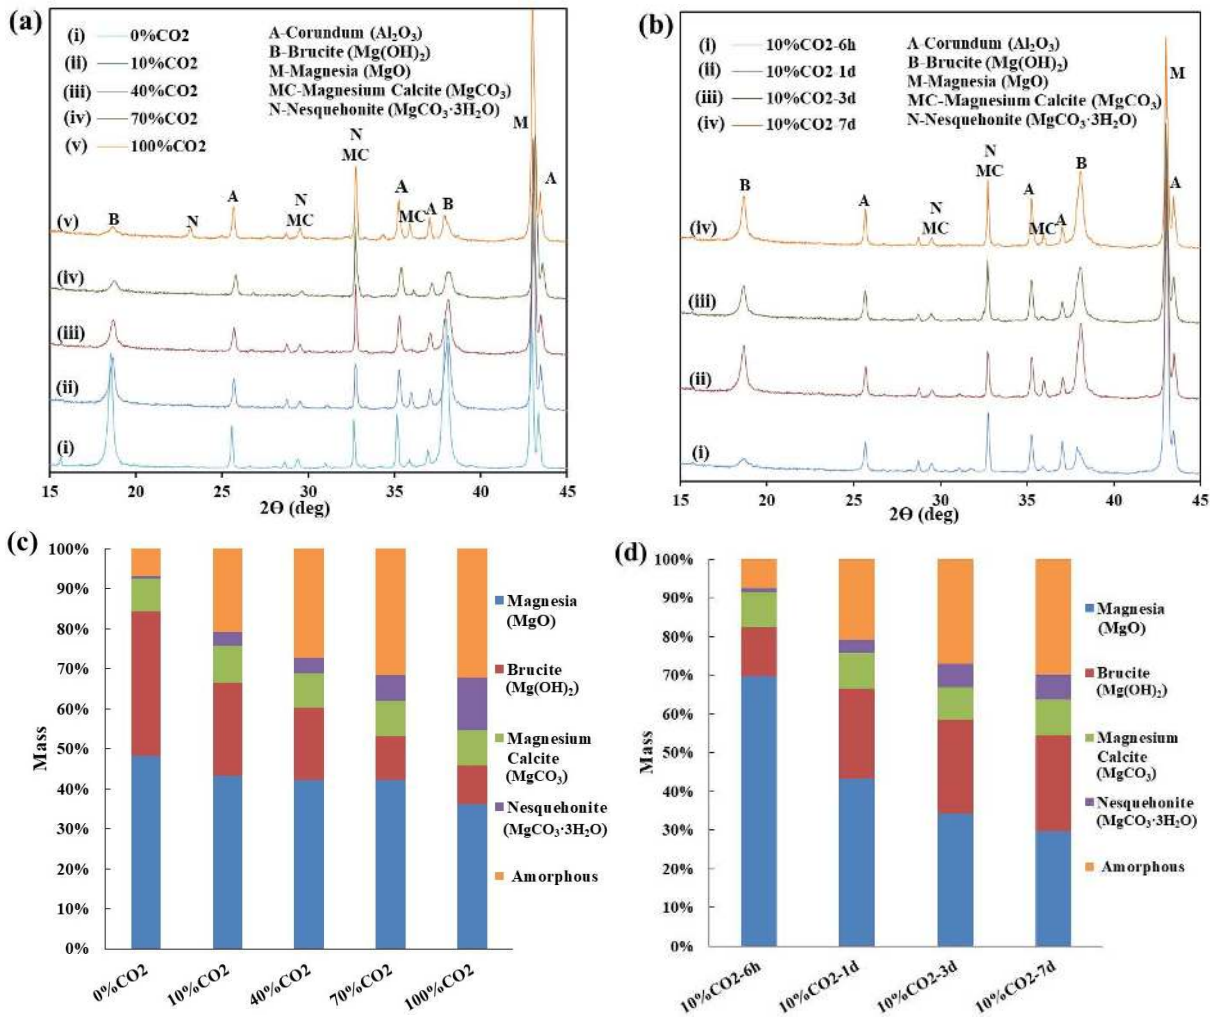 (a)
(i) 0%CO2
(ii) 10%CO2
(iii) 40%CO2
(iv) 70%CO2
(v) 100%CO2
A-Corundum (Al₂O₃)
B-Brucite (Mg(OH)₂)
M-Magnesia (MgO)
MC-Magnesium Calcite (MgCO₃)
N-Nesquehonite (MgCO₃·3H₂O)
M
N
MC
A
A
N
MC
A
MC
A
B
B
N
(v)
(iv)
(iii)
(ii)
(i)
15 20 25 30 35 40 45
2Ө (deg)
(b)
(i) 10%CO2-6h
(ii) 10%CO2-1d
(iii) 10%CO2-3d
(iv) 10%CO2-7d
A-Corundum (Al₂O₃)
B-Brucite (Mg(OH)₂)
M-Magnesia (MgO)
MC-Magnesium Calcite (MgCO₃)
N-Nesquehonite (MgCO₃·3H₂O)
M
N
MC
B
B
A
A
A
N
MC
MC
A
(iv)
(iii)
(ii)
(i)
15 20 25 30 35 40 45
2Ө (deg)
(c)
100%
90%
80%
70%
60%
50%
40%
30%
20%
10%
0%
Mass
0%CO2 10%CO2 40%CO2 70%CO2 100%CO2
Magnesia
(MgO)
Brucite
(Mg(OH)₂)
Magnesium
Calcite
(MgCO₃)
Nesquehonite
(MgCO₃·3H₂O)
Amorphous
(d)
100%
90%
80%
70%
60%
50%
40%
30%
20%
10%
0%
Mass
10%CO2-6h 10%CO2-1d 10%CO2-3d 10%CO2-7d
Magnesia
(MgO)
Brucite
(Mg(OH)₂)
Magnesium
Calcite
(MgCO₃)
Nesquehonite
(MgCO₃·3H₂O)
Amorphous